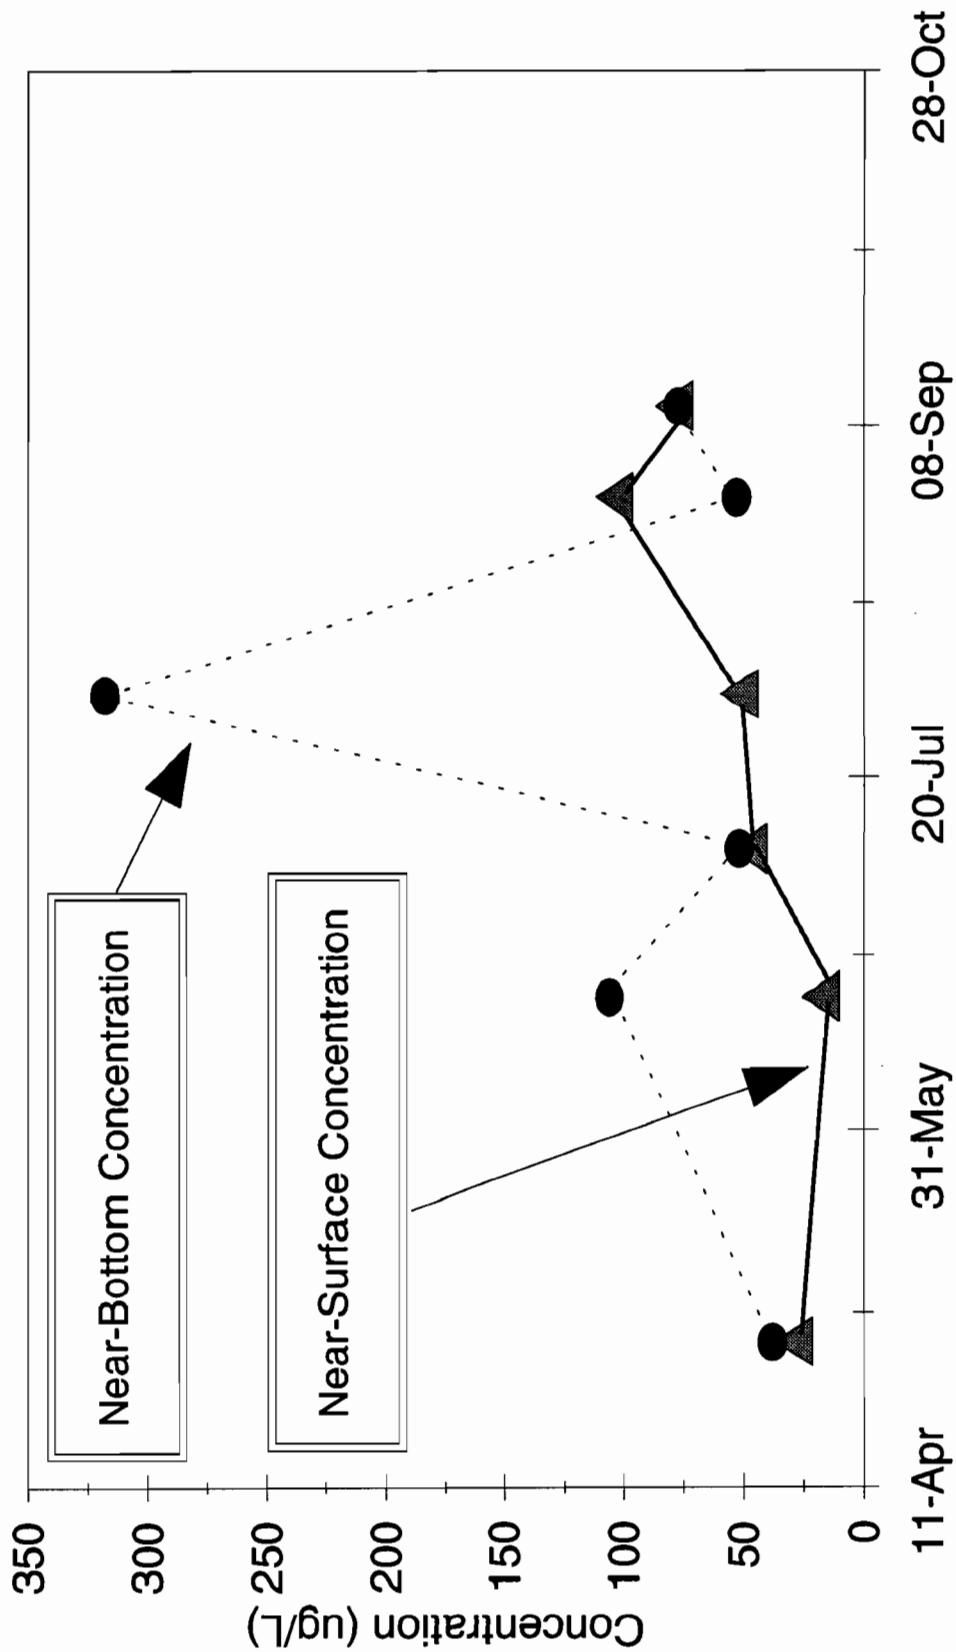 Concentration (ug/L)
350
300
250
200
150
100
50
0
Near-Bottom Concentration
Near-Surface Concentration
11-Apr
31-May
20-Jul
08-Sep
28-Oct